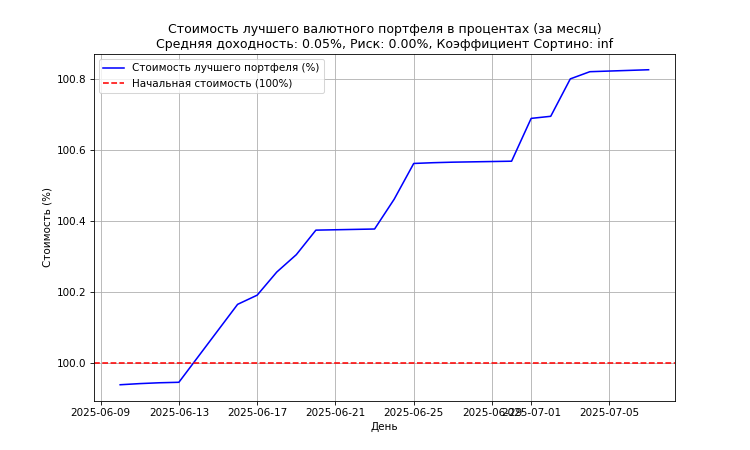 Стоимость лучшего валютного портфеля в процентах (за месяц)
Средняя доходность: 0.05%, Риск: 0.00%, Коэффициент Сортино: inf
Стоимость лучшего портфеля (%)
Начальная стоимость (100%)
100.8
100.6
100.4
100.2
100.0
Стоимость (%)
2025-06-09 2025-06-13 2025-06-17 2025-06-21 2025-06-25 2025-06-29 2025-07-01 2025-07-05
День